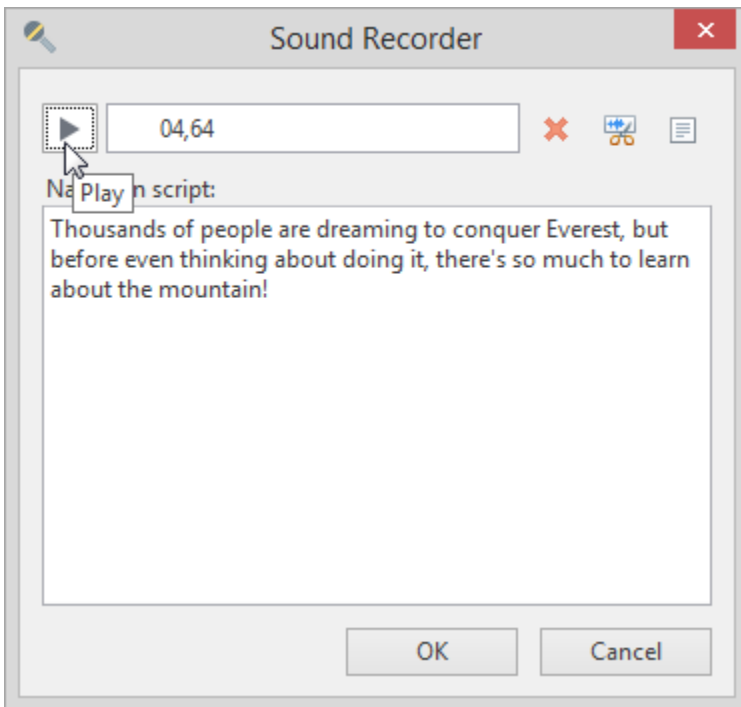 Sound Recorder
04,64
Play
Na n script:
Thousands of people are dreaming to conquer Everest, but
before even thinking about doing it, there's so much to learn
about the mountain!
OK Cancel